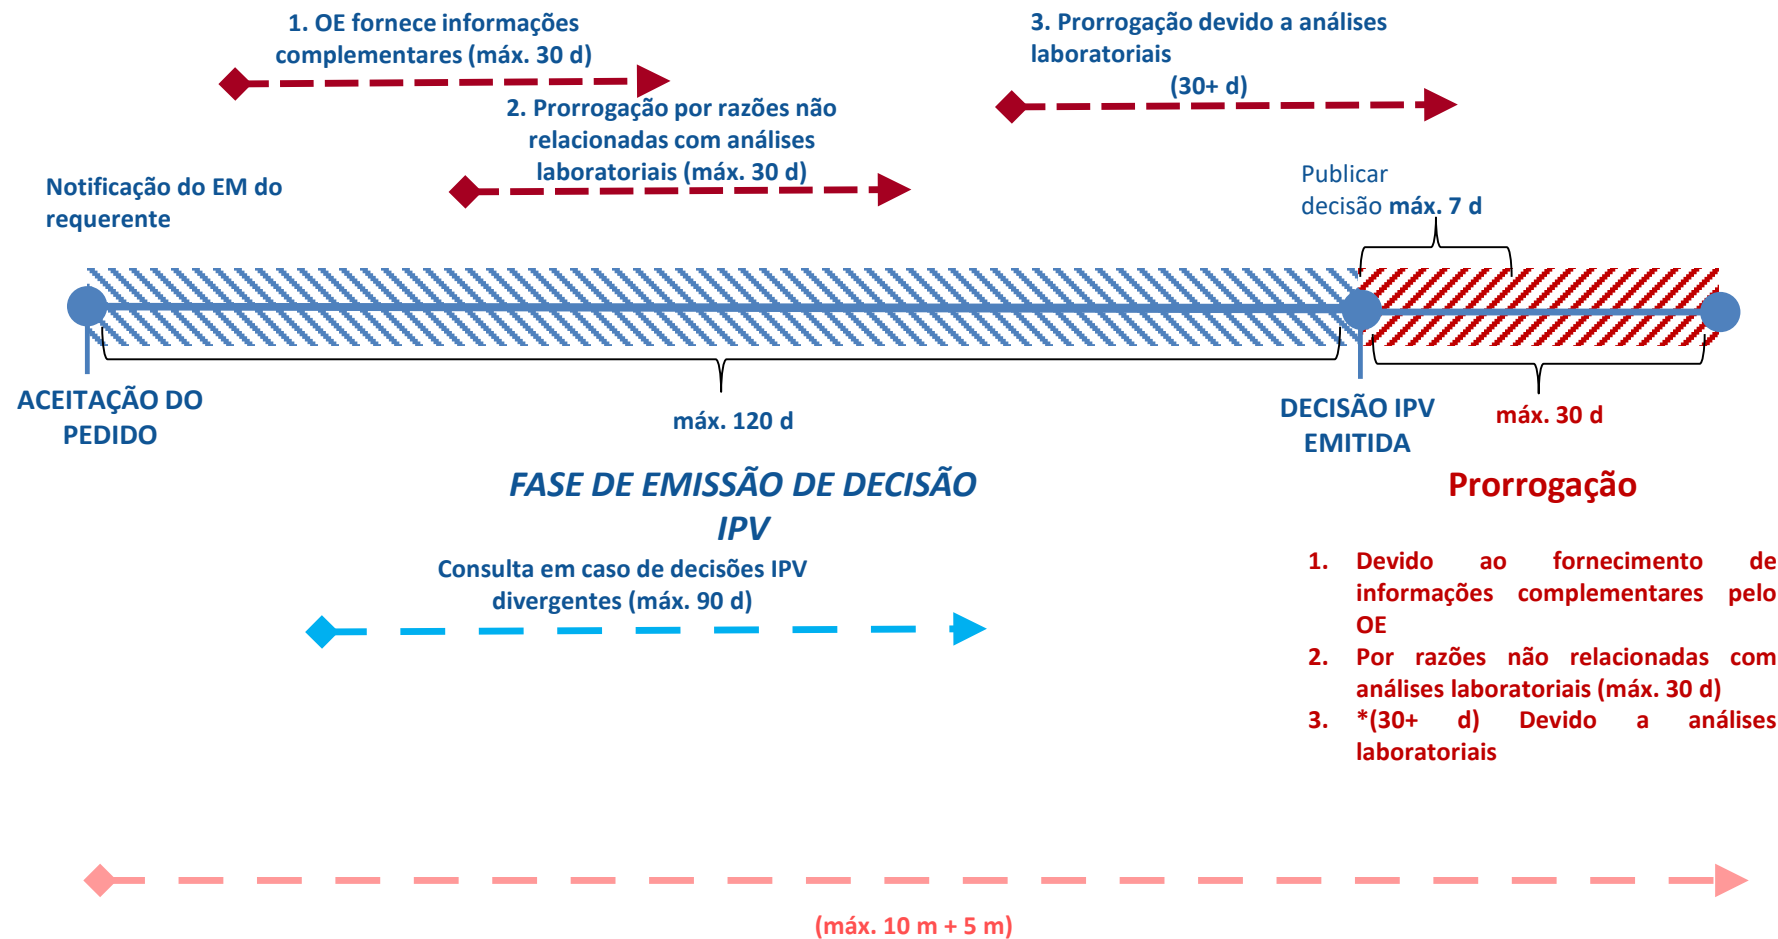 1. OE fornece informações
complementares (máx. 30 d)
3. Prorrogação devido a análises
laboratoriais
(30+ d)
2. Prorrogação por razões não
relacionadas com análises
laboratoriais (máx. 30 d)
Notificação do EM do
requerente
Publicar
decisão máx. 7 d
ACEITAÇÃO DO
PEDIDO
máx. 120 d
DECISÃO IPV
EMITIDA
máx. 30 d
FASE DE EMISSÃO DE DECISÃO
IPV
Prorrogação
Consulta em caso de decisões IPV
divergentes (máx. 90 d)
1. Devido ao fornecimento de
informações complementares pelo
OE
2. Por razões não relacionadas com
análises laboratoriais (máx. 30 d)
3. *(30+ d) Devido a análises
laboratoriais
(máx. 10 m + 5 m)